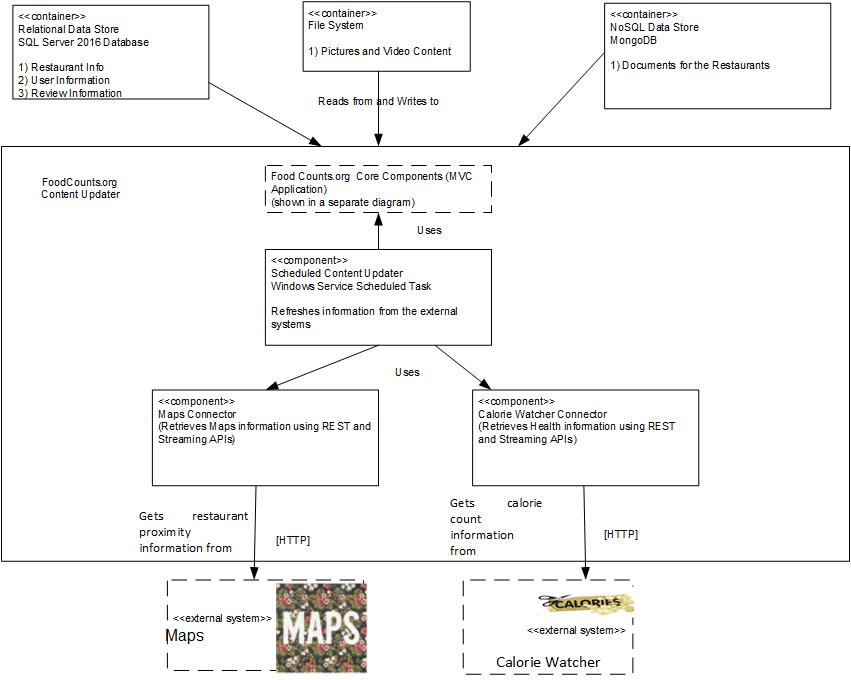 <<container>>
Relational Data Store
SQL Server 2016 Database
1) Restaurant Info
2) User Information
3) Review Information
<<container>>
File System
1) Pictures and Video Content
<<container>>
NoSQL Data Store
MongoDB
1) Documents for the Restaurants
Reads from and Writes to
FoodCounts.org
Content Updater
Food Counts.org Core Components (MVC
Application)
(shown in a separate diagram)
Uses
<<component>>
Scheduled Content Updater
Windows Service Scheduled Task
Refreshes information from the external
systems
Uses
<<component>>
Maps Connector
(Retrieves Maps information using REST and
Streaming APIs)
<<component>>
Calorie Watcher Connector
(Retrieves Health information using REST
and Streaming APIs)
Gets restaurant
proximity
information from
[HTTP]
Gets calorie
count
information
from
[HTTP]
<<external system>>
Maps
MAPS
CALORIES
<<external system>>
Calorie Watcher